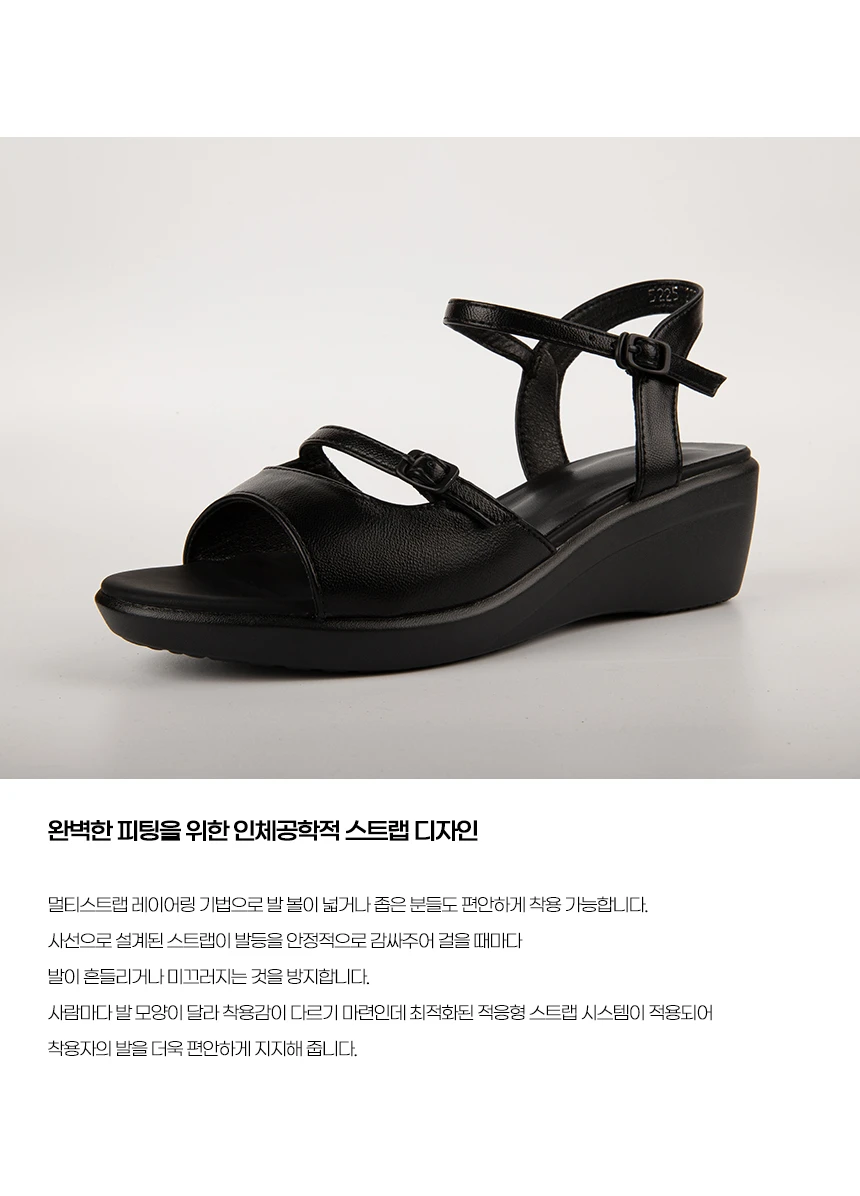 완벽한 피팅을 위한 인체공학적 스트랩 디자인
멀티스트랩 레이어링 기법으로 발 볼이 넓거나 좁은 분들도 편안하게 착용 가능합니다.
사선으로 설계된 스트랩이 발등을 안정적으로 감싸주어 걸을 때마다
발이 흔들리거나 미끄러지는 것을 방지합니다.
사람마다 발 모양이 달라 착용감이 다르기 마련인데 최적화된 적응형 스트랩 시스템이 적용되어
착용자의 발을 더욱 편안하게 지지해 줍니다.